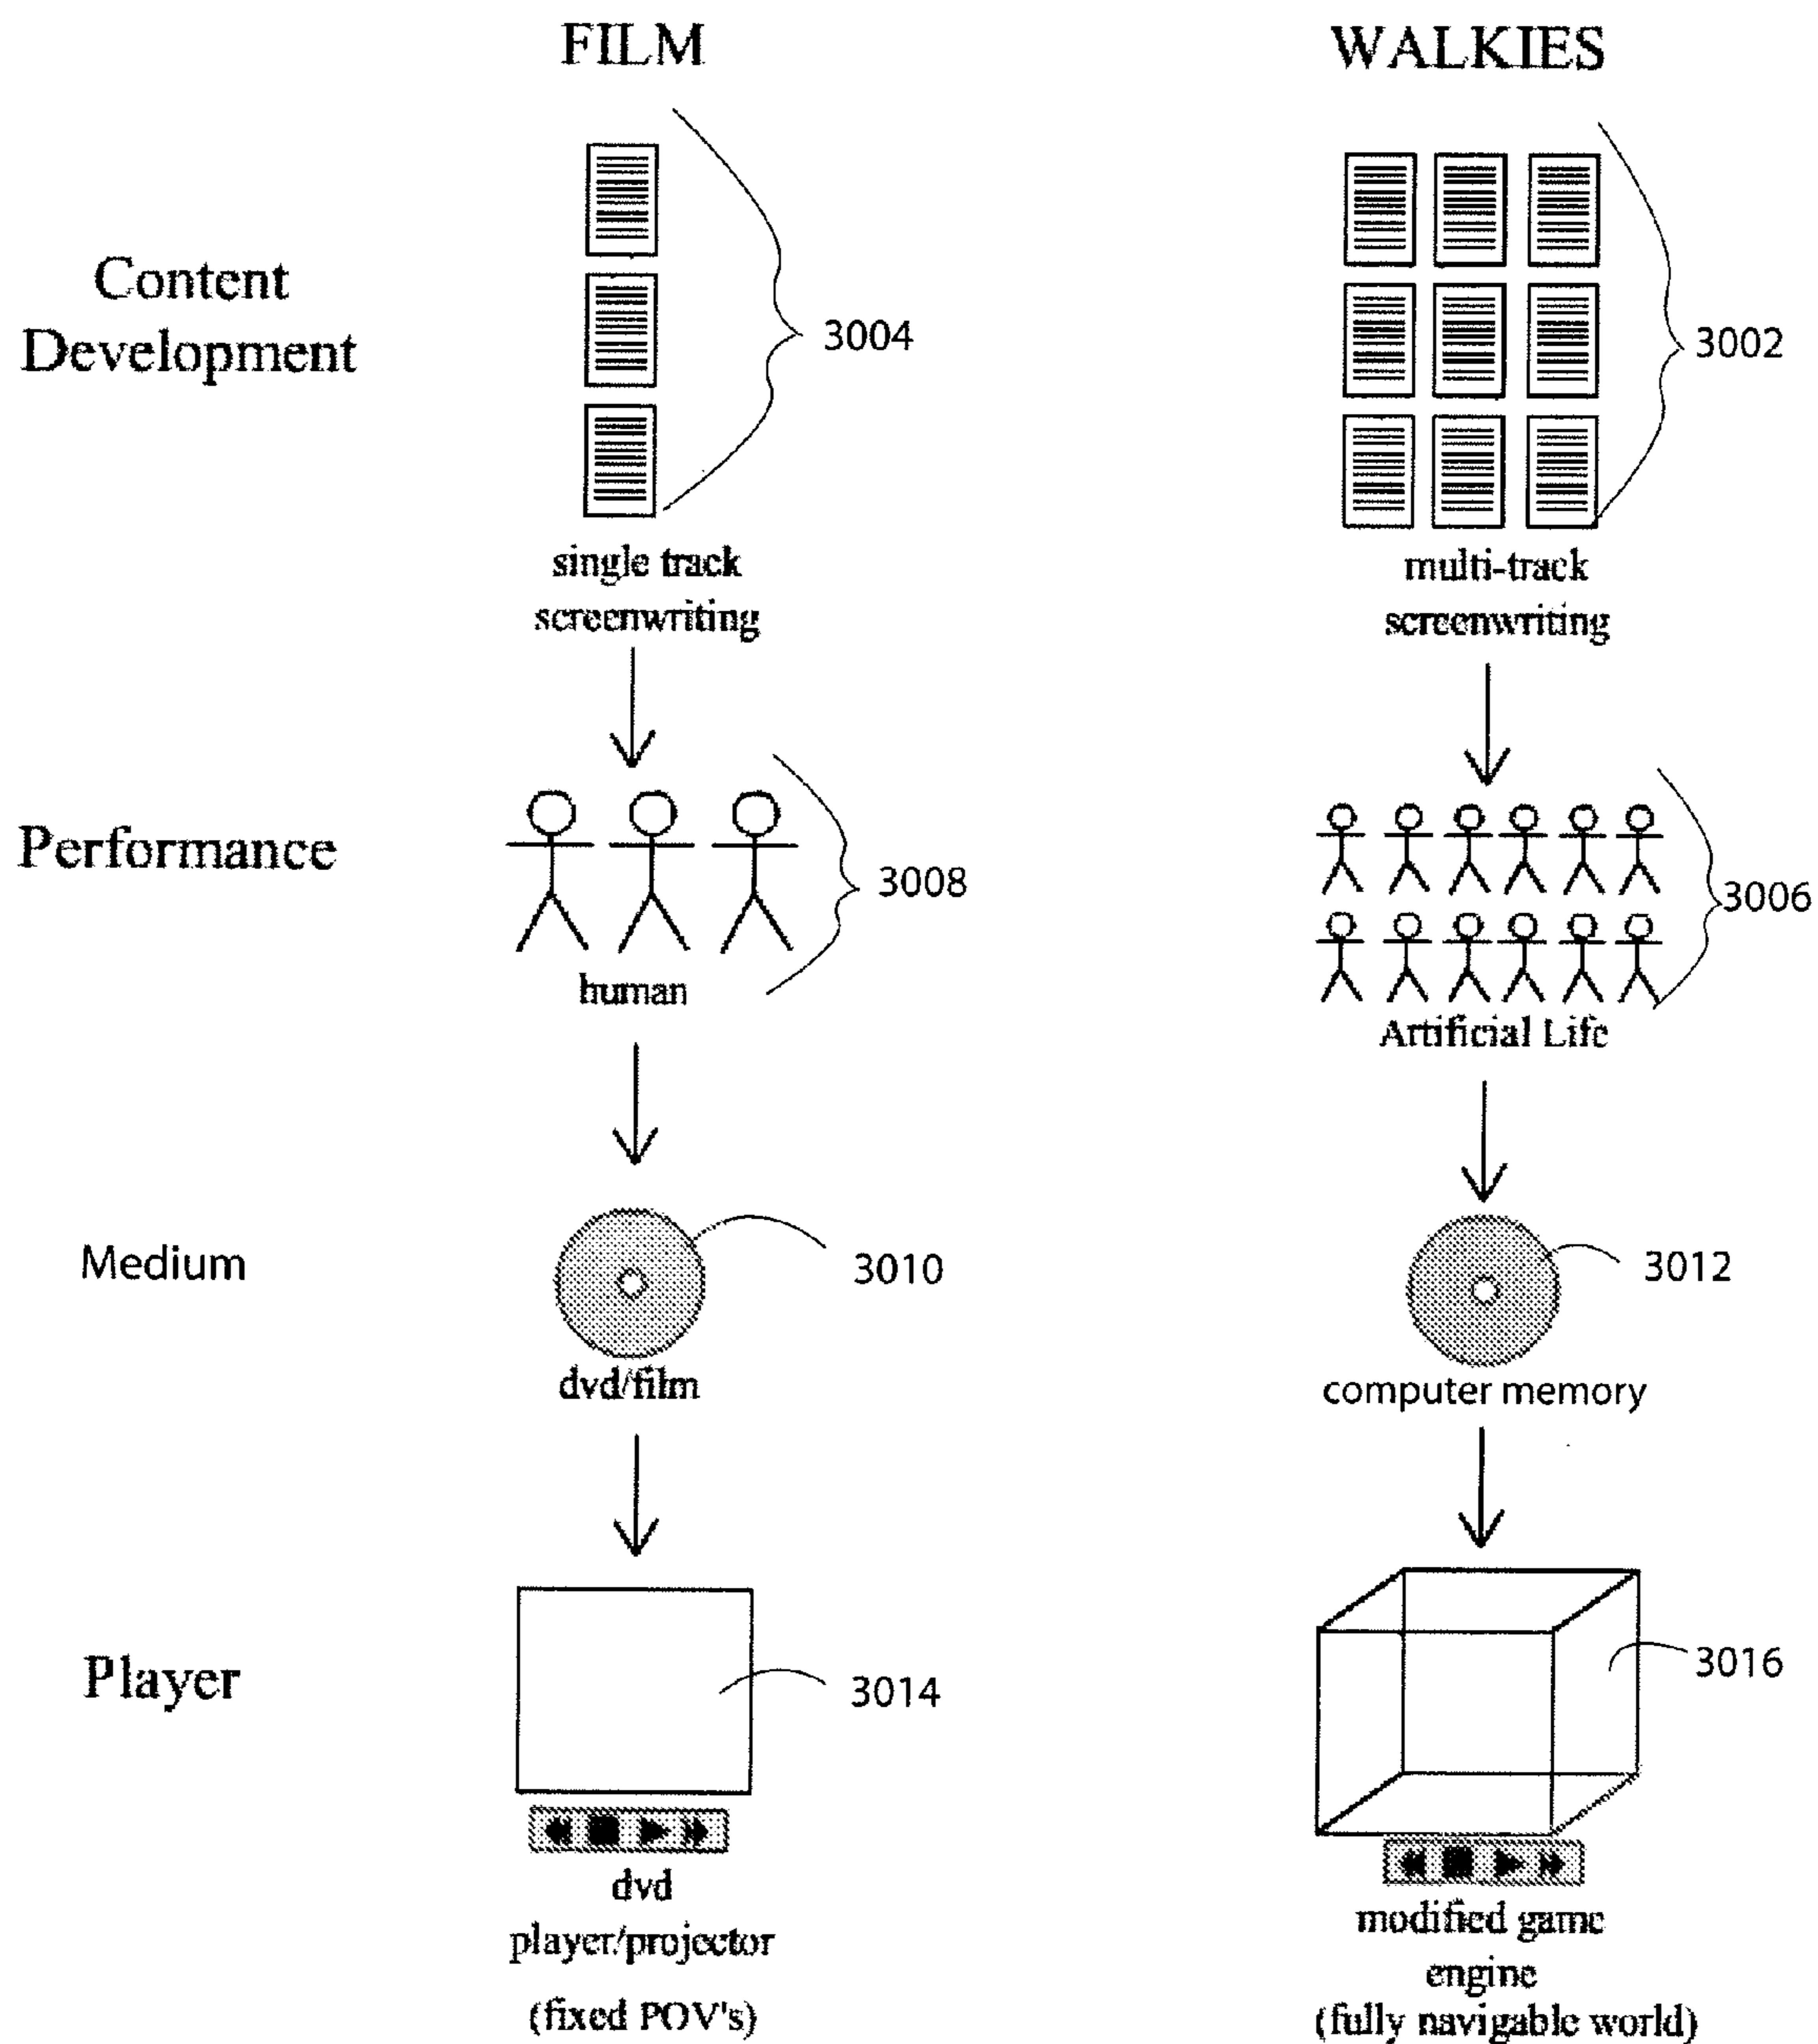 FILM
WALKIES
Content
Development
3004
3002
single track
screenwriting
multi-track
screenwriting
Performance
3008
3006
human
Artificial Life
Medium
3010
3012
dvd/film
computer memory
Player
3014
3016
dvd
player/projector
(fixed POV's)
modified game
engine
(fully navigable world)